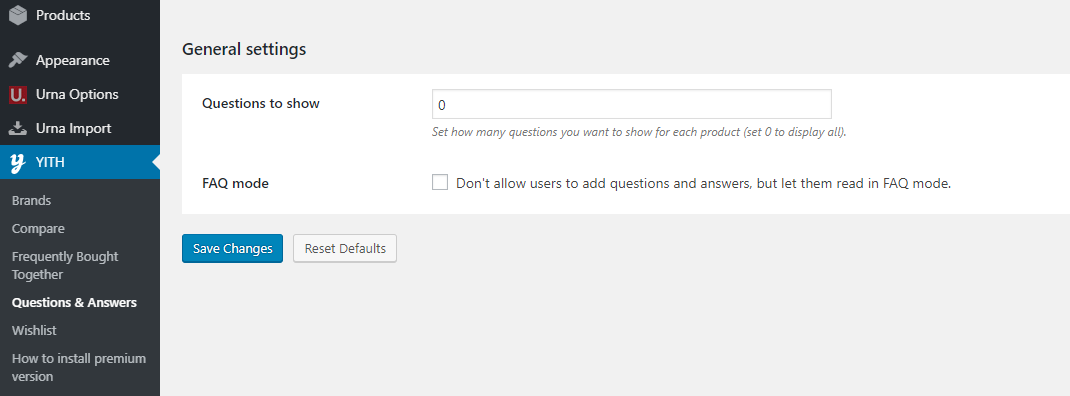 Products
Appearance
U. Urna Options
Urna Import
y YITH
Brands
Compare
Frequently Bought
Together
Questions & Answers
Wishlist
How to install premium
version
General settings
Questions to show
0
Set how many questions you want to show for each product (set 0 to display all).
FAQ mode
Don't allow users to add questions and answers, but let them read in FAQ mode.
Save Changes
Reset Defaults